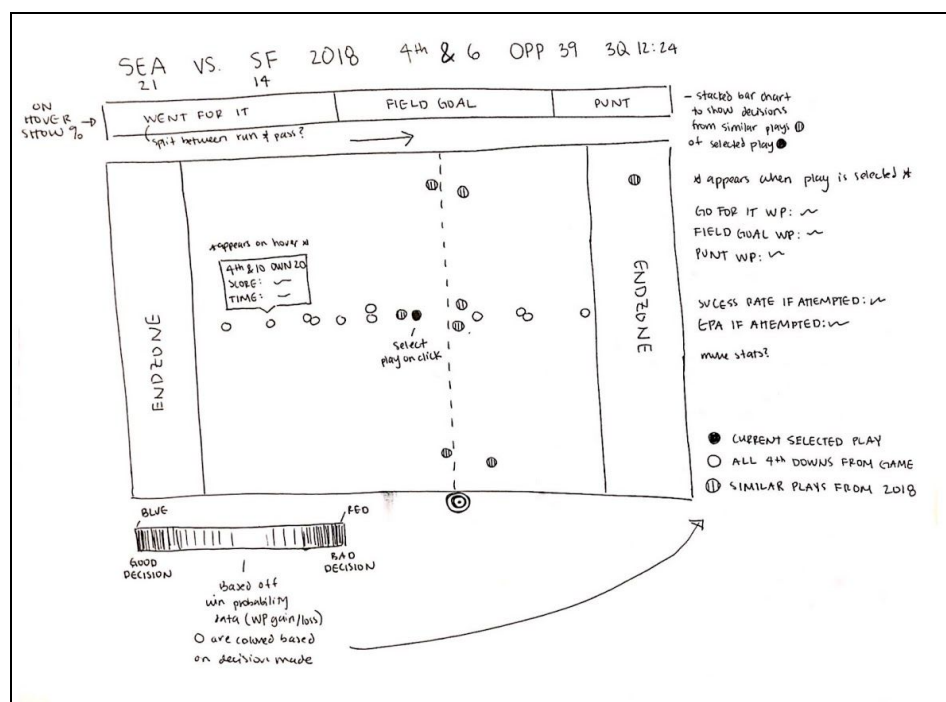 SEA VS. SF 2018 4th & 6 OPP 39 3Q 12:24
21 14
ON HOVER SHOW %
WENT FOR IT
FIELD GOAL
PUNT
(split between run & pass?
- stacked bar chart
to show decisions
from similar plays
of selected play
* appears when play is selected *
GO FOR IT WP:
FIELD GOAL WP:
PUNT WP:
SUCESS RATE IF ATTEMPTED:
EPA IF ATTEMPTED:
more stats?
*appears on hover*
4th & 10 OWN 20
SCORE:
TIME:
ENDZONE
select
play on click
ENDZONE
CURRENT SELECTED PLAY
ALL 4th DOWNS FROM GAME
SIMILAR PLAYS FROM 2018
BLUE
RED
GOOD
DECISION
BAD
DECISION
Based off
win probability
data (WP gain/loss)
O are colored based
on decision made